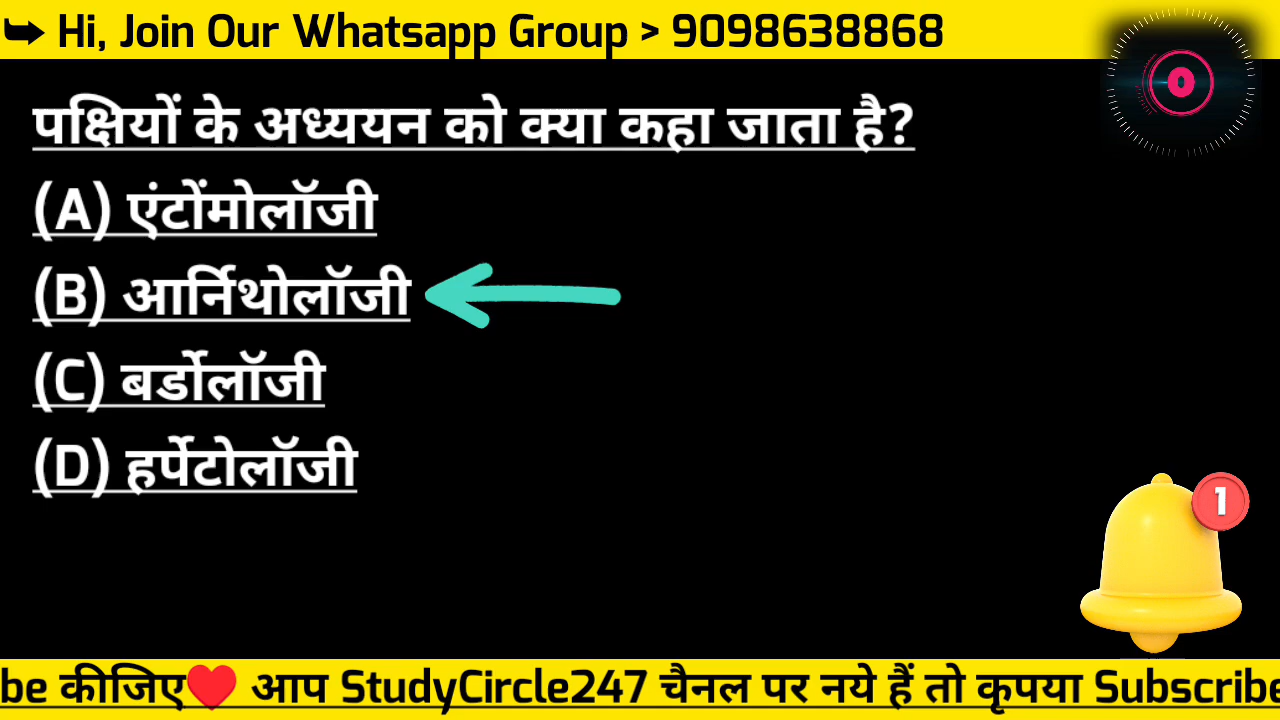 Hi, Join Our Whatsapp Group > 9098638868
0
पक्षियों के अध्ययन को क्या कहा जाता है?
(A) एंटोंमोलॉजी
(B) आर्निथोलॉजी
(C) बर्डोलॉजी
(D) हर्पेटोलॉजी
1
be कीजिए❤️ आप StudyCircle247 चैनल पर नये हैं तो कृपया Subscribe